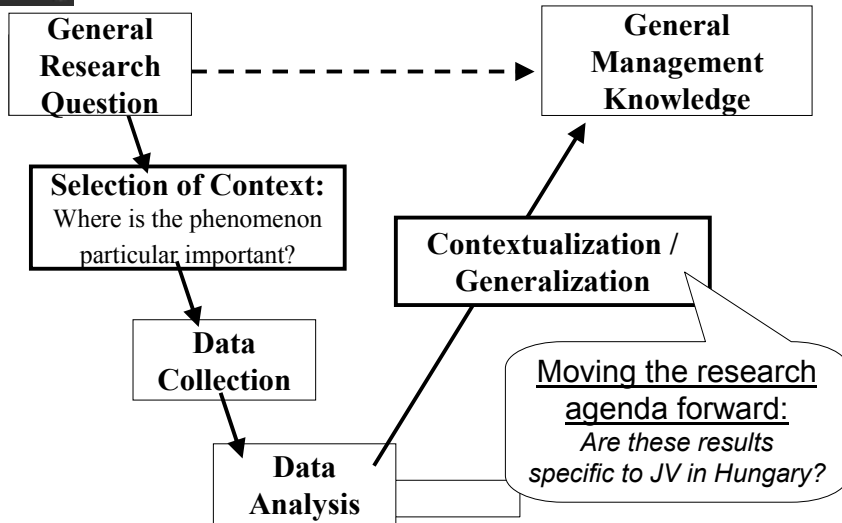 General
Research
Question
General
Management
Knowledge
Selection of Context:
Where is the phenomenon
particular important?
Contextualization /
Generalization
Data
Collection
Moving the research
agenda forward:
Are these results
specific to JV in Hungary?
Data
Analysis